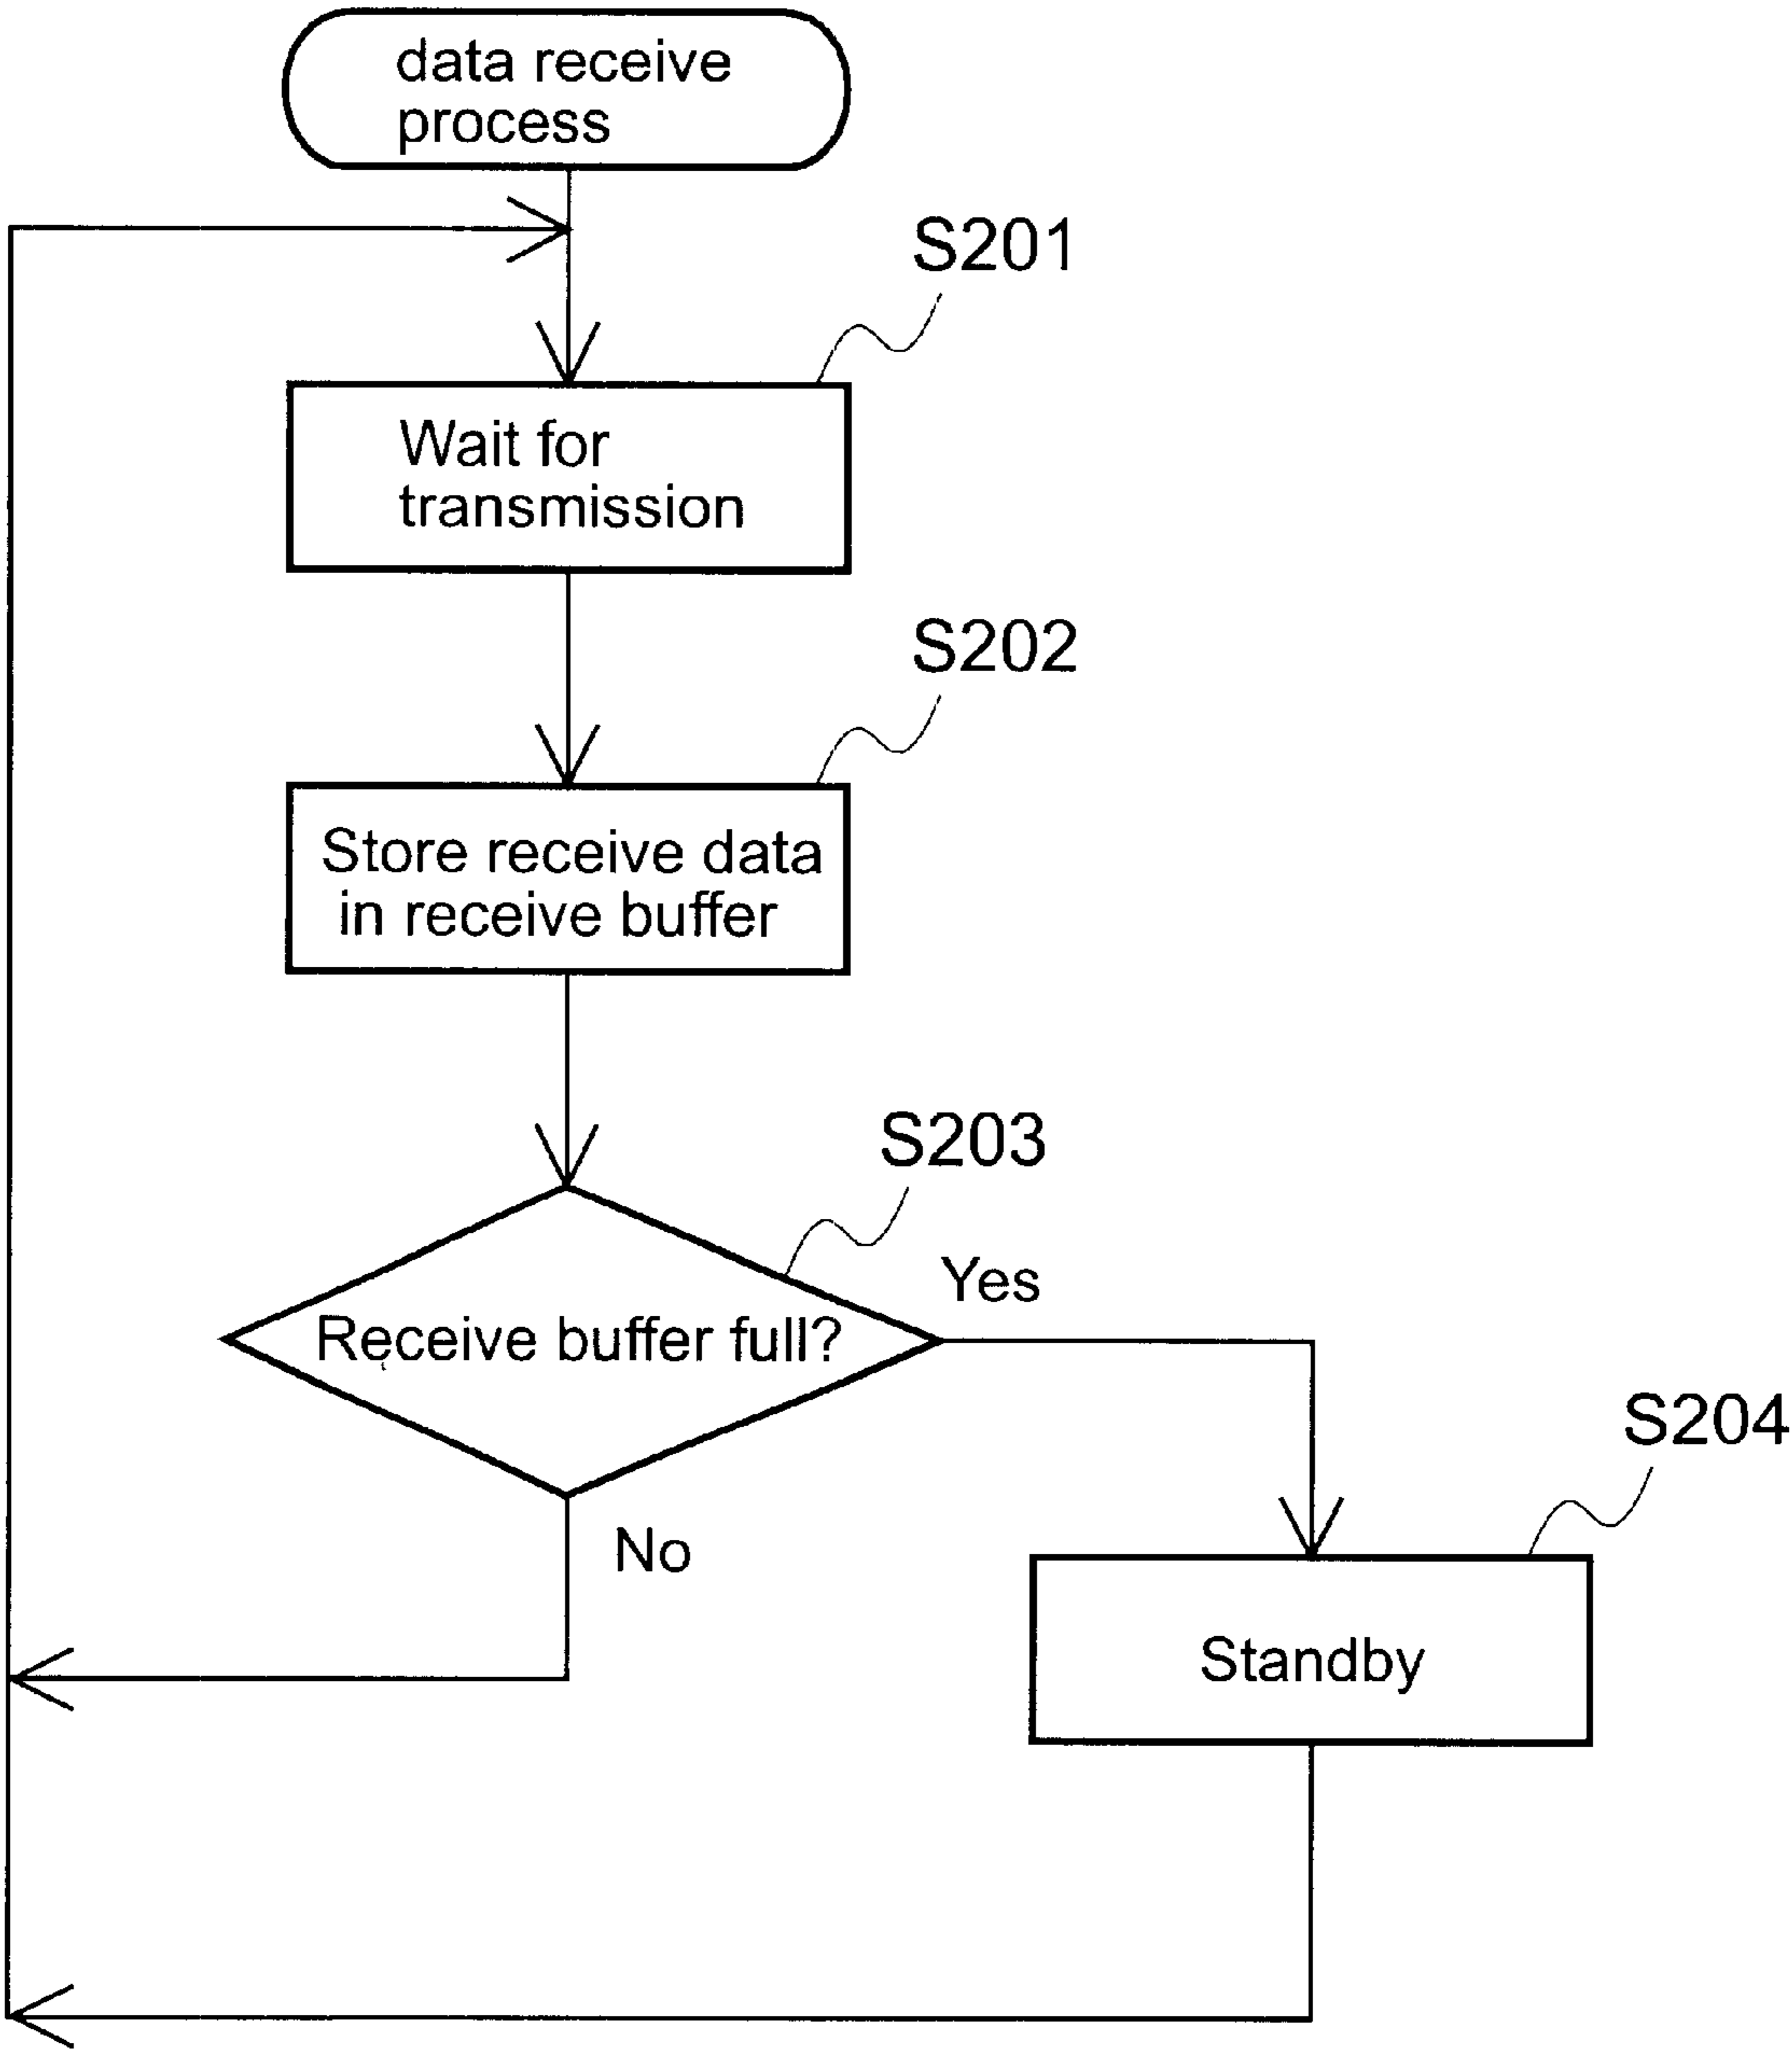 data receive
process
S201
Wait for
transmission
S202
Store receive data
in receive buffer
S203
Yes
Receive buffer full?
S204
No
Standby